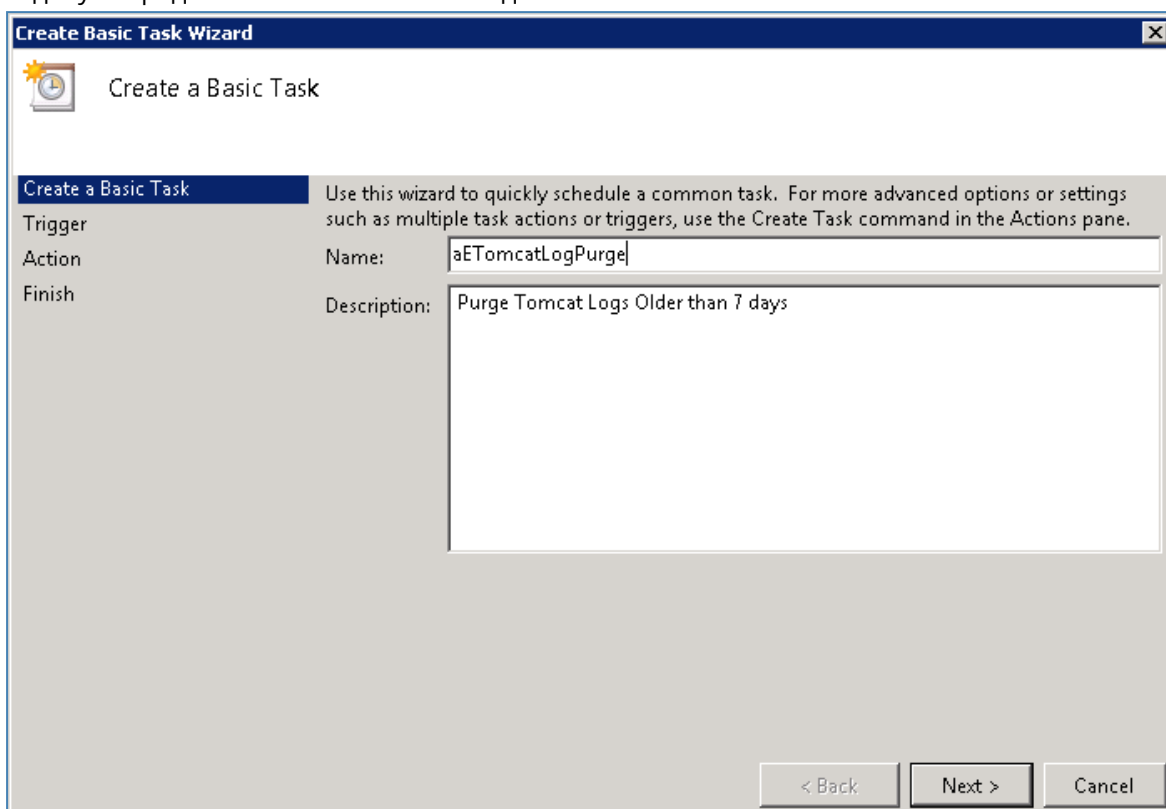 Create Basic Task Wizard
Create a Basic Task
Create a Basic Task
Trigger
Action
Finish
Use this wizard to quickly schedule a common task. For more advanced options or settings
such as multiple task actions or triggers, use the Create Task command in the Actions pane.
Name: aETomcatLogPurge
Description: Purge Tomcat Logs Older than 7 days
< Back Next > Cancel